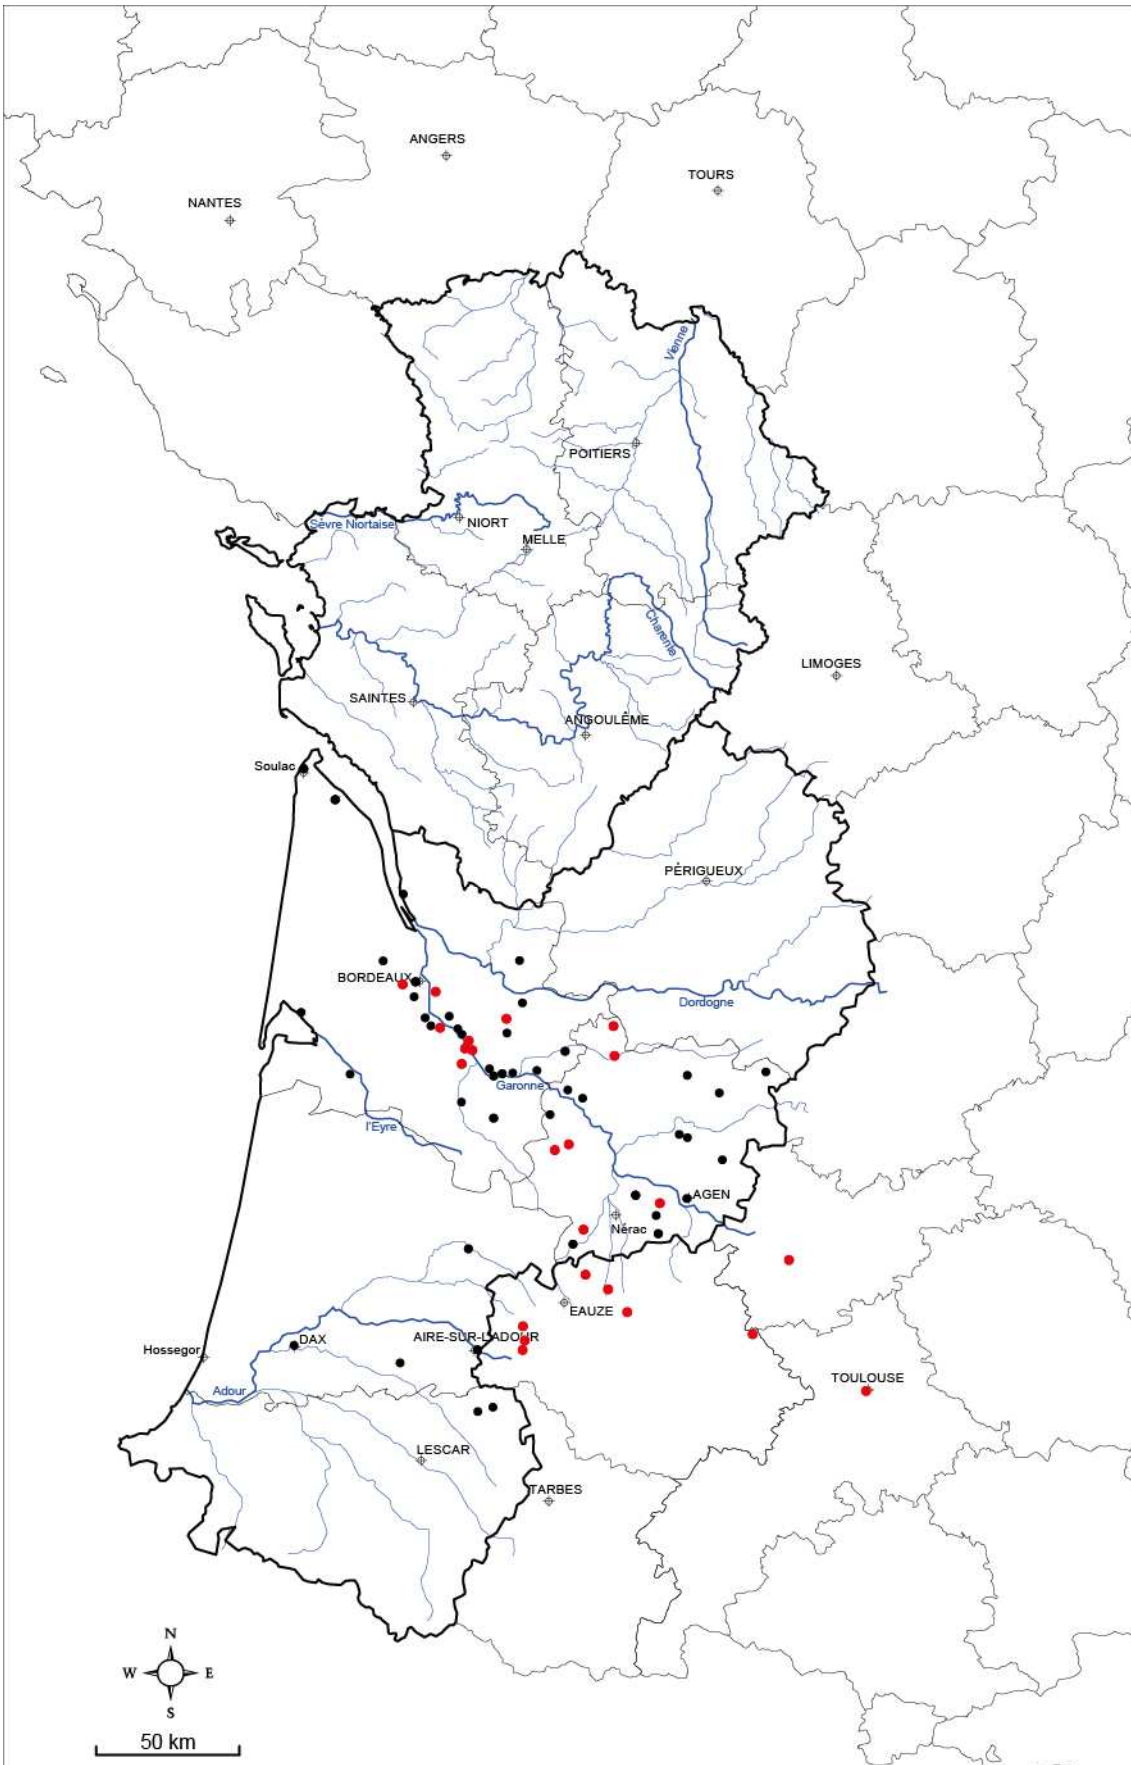 ANGERS
TOURS
NANTES
Vienne
POITIERS
Sèvre Niortaise
NIORT
MELLE
Charente
LIMOGES
SAINTES
ANGOULÊME
Soulac
PÉRIGUEUX
BORDEAUX
Dordogne
Garonne
l'Eyre
AGEN
Nérac
EAUZE
DAX
AIRE-SUR-L'ADOUR
Hossegor
TOULOUSE
Adour
LESCAR
TARBES
N
W E
S
50 km